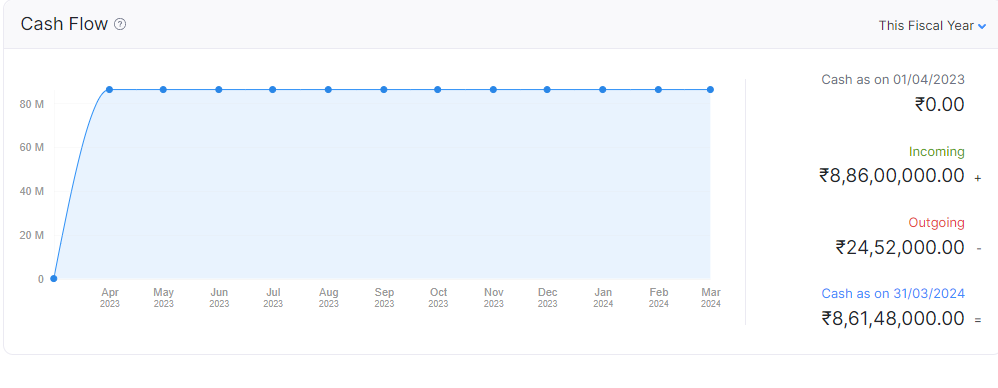 Cash Flow ?
This Fiscal Year
80 M
60 M
40 M
20 M
0
Apr May Jun Jul Aug Sep Oct Nov Dec Jan Feb Mar
2023 2023 2023 2023 2023 2023 2023 2023 2023 2024 2024 2024
Cash as on 01/04/2023
₹0.00
Incoming
₹8,86,00,000.00 +
Outgoing
₹24,52,000.00 -
Cash as on 31/03/2024
₹8,61,48,000.00 =